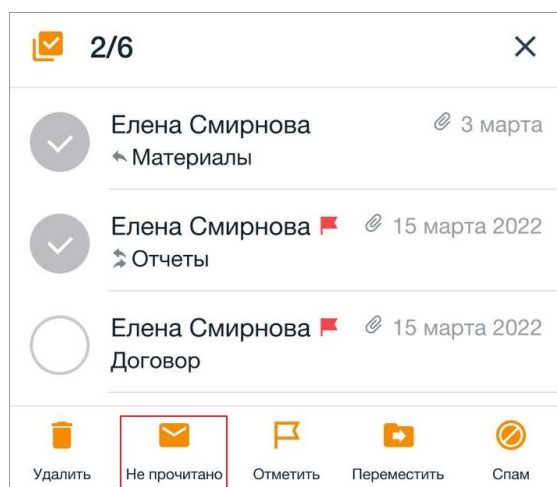 2/6
Елена Смирнова 3 марта
Материалы
Елена Смирнова 15 марта 2022
Отчеты
Елена Смирнова 15 марта 2022
Договор
Удалить Не прочитано Отметить Переместить Спам